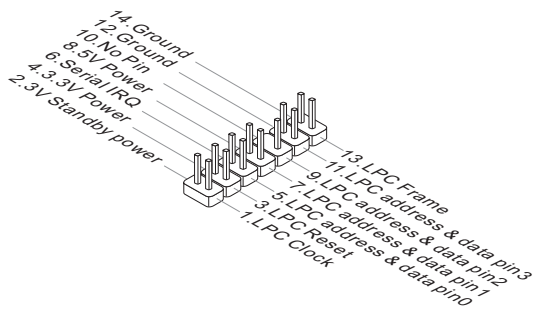 14.Ground
12.Ground
10.No Pin
8.5V Power
6.Serial IRQ
4.3.3V Power
2.3V Standby power
13.LPC Frame
11.LPC address & data pin3
9.LPC address & data pin2
7.LPC address & data pin1
5.LPC address & data pin0
3.LPC Reset
1.LPC Clock